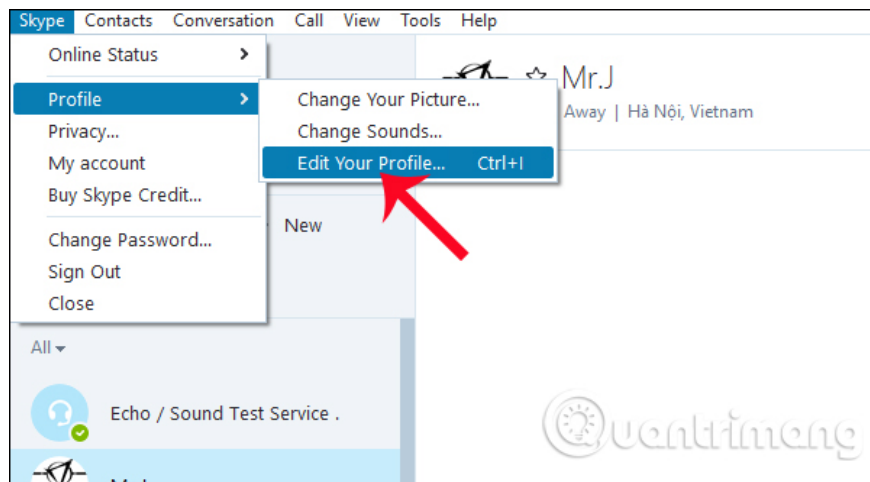 Skype Contacts Conversation Call View Tools Help
Online Status
Profile
Privacy...
My account
Buy Skype Credit...
Change Password...
Sign Out
Close
Change Your Picture...
Change Sounds...
Edit Your Profile... Ctrl+I
Mr.J
Away | Hà Nội, Vietnam
New
All
Echo / Sound Test Service .
Quantrimang